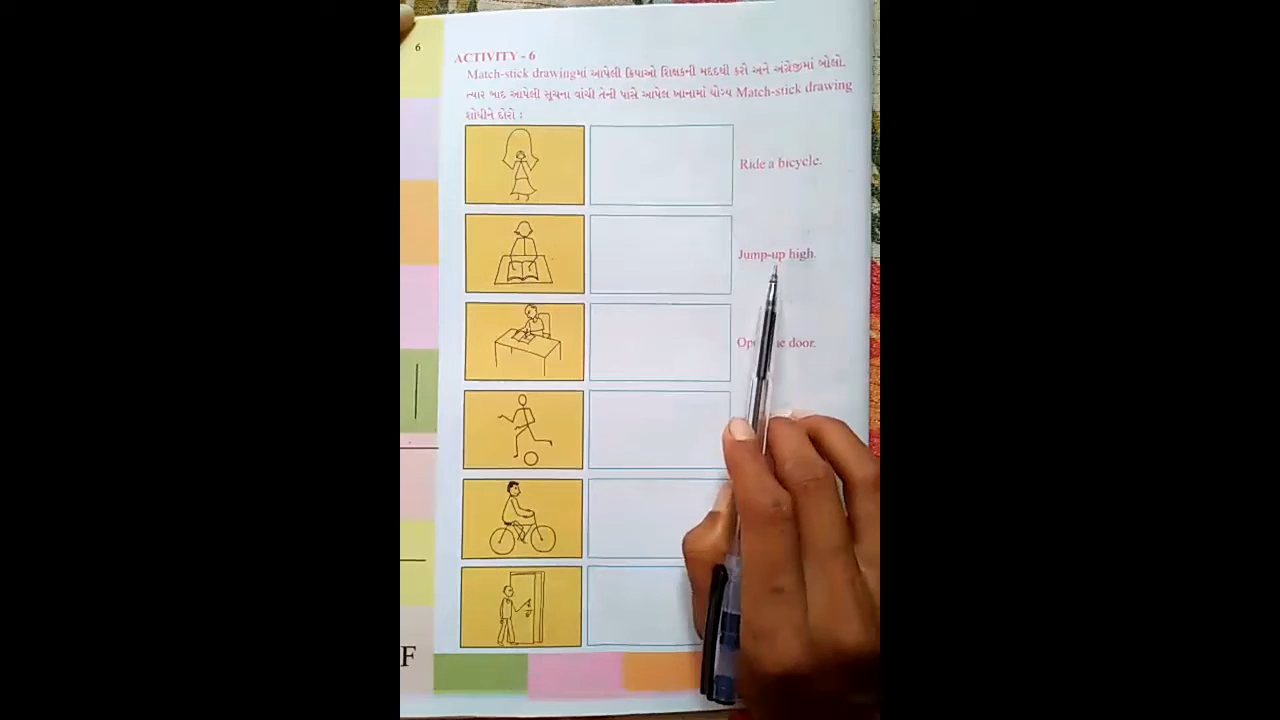 6
ACTIVITY - 6
Match-stick drawingમાં આપેલી ક્રિયાઓ શિક્ષકની મદદથી કરો અને અંગ્રેજીમાં બોલો.
ત્યાર બાદ આપેલી સૂચના વાંચી તેની પાસે આપેલ ખાનામાં યોગ્ય Match-stick drawing
શોધીને દોરો :
Ride a bicycle.
Jump-up high.
door.
F